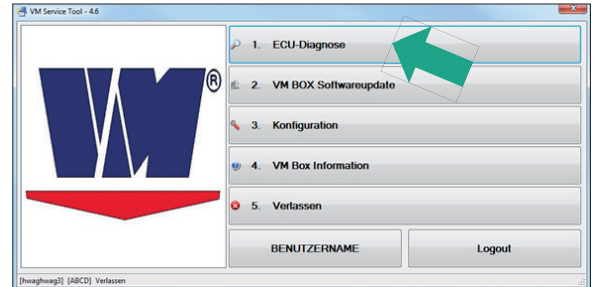 VM Service Tool - 4.6
VM ®
1. ECU-Diagnose
2. VM BOX Softwareupdate
3. Konfiguration
4. VM Box Information
5. Verlassen
BENUTZERNAME Logout
[hwaghwag3] [ABCD] Verlassen